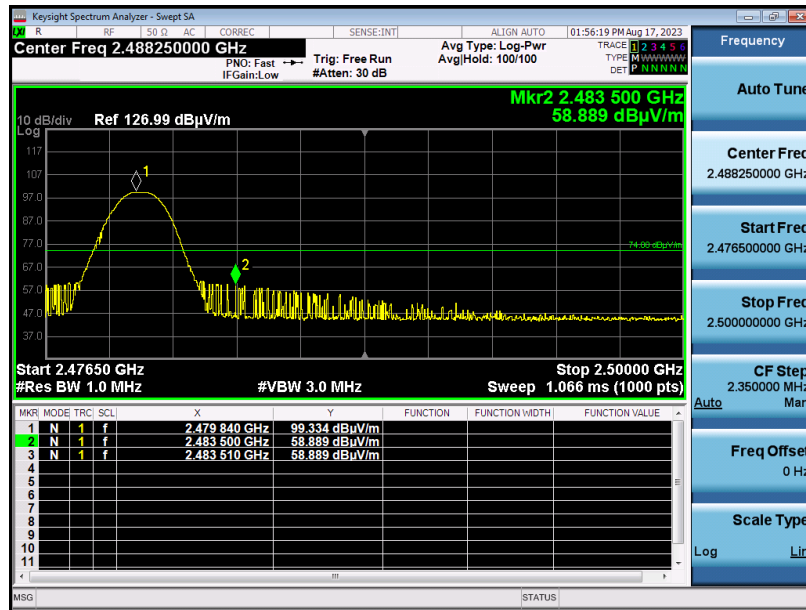 Keysight Spectrum Analyzer - Swept SA
LXI R RF 50 Ω AC CORREC SENSE:INT ALIGN AUTO 01:56:19 PM Aug 17, 2023
Center Freq 2.488250000 GHz
PNO: Fast
IFGain:Low
Trig: Free Run
#Atten: 30 dB
Avg Type: Log-Pwr
Avg|Hold: 100/100
TRACE 1 2 3 4 5 6
TYPE M WWWWW
DET P N N N N N
Mkr2 2.483 500 GHz
58.889 dBµV/m
10 dB/div Ref 126.99 dBµV/m
Log
117
107
97.0
87.0
77.0
67.0
57.0
47.0
37.0
1
2
74.00 dBµV/m
Start 2.47650 GHz Stop 2.50000 GHz
#Res BW 1.0 MHz #VBW 3.0 MHz Sweep 1.066 ms (1000 pts)
MKR MODE TRC SCL X Y FUNCTION FUNCTION WIDTH FUNCTION VALUE
1 N 1 f 2.479 840 GHz 99.334 dBµV/m
2 N 1 f 2.483 500 GHz 58.889 dBµV/m
3 N 1 f 2.483 510 GHz 58.889 dBµV/m
4
5
6
7
8
9
10
11
MSG STATUS
Frequency
Auto Tune
Center Freq
2.488250000 GHz
Start Freq
2.476500000 GHz
Stop Freq
2.500000000 GHz
CF Step
2.350000 MHz
Auto Man
Freq Offset
0 Hz
Scale Type
Log Lin